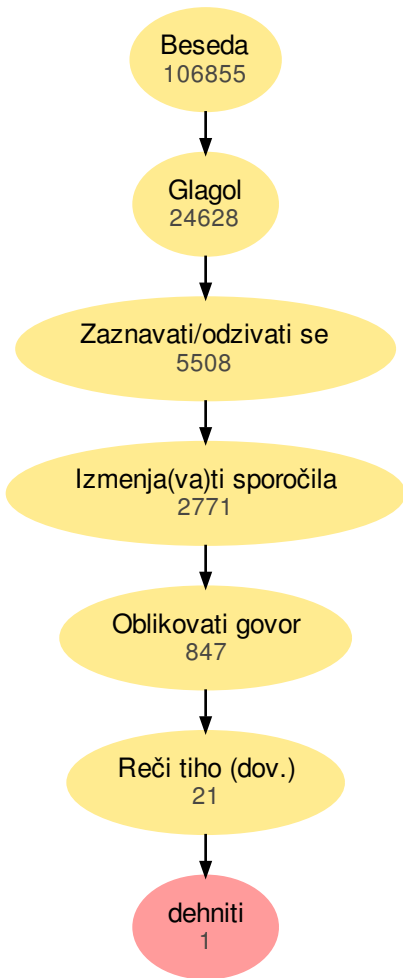 Beseda
106855
Glagol
24628
Zaznavati/odzivati se
5508
Izmenja(va)ti sporočila
2771
Oblikovati govor
847
Reči tiho (dov.)
21
dehniti
1